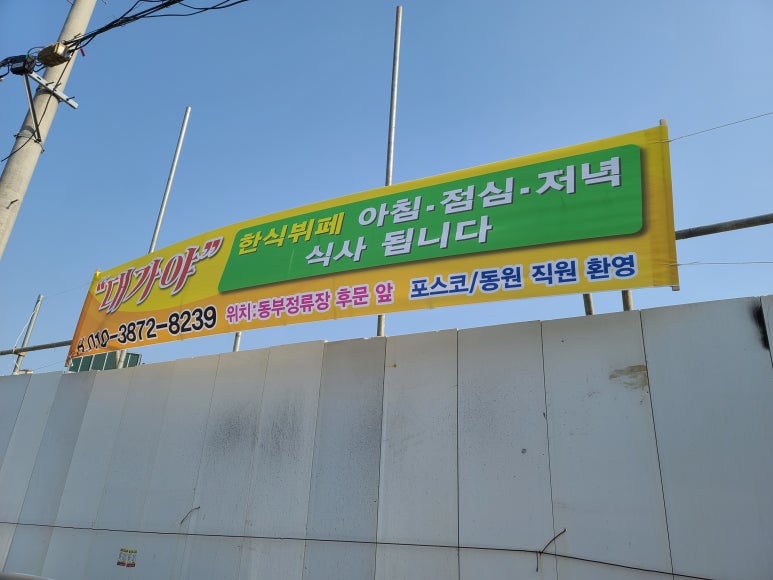 "대가야"
한식뷔페 아침·점심·저녁
식사 됩니다
H.010-3872-8239
위치:동부정류장 후문 앞
포스코/동원 직원 환영